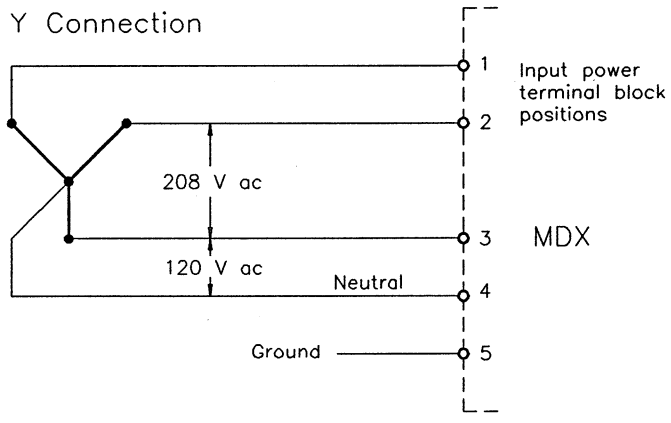 Y Connection
1
Input power
terminal block
positions
2
208 V ac
3
MDX
120 V ac
Neutral
4
Ground
5